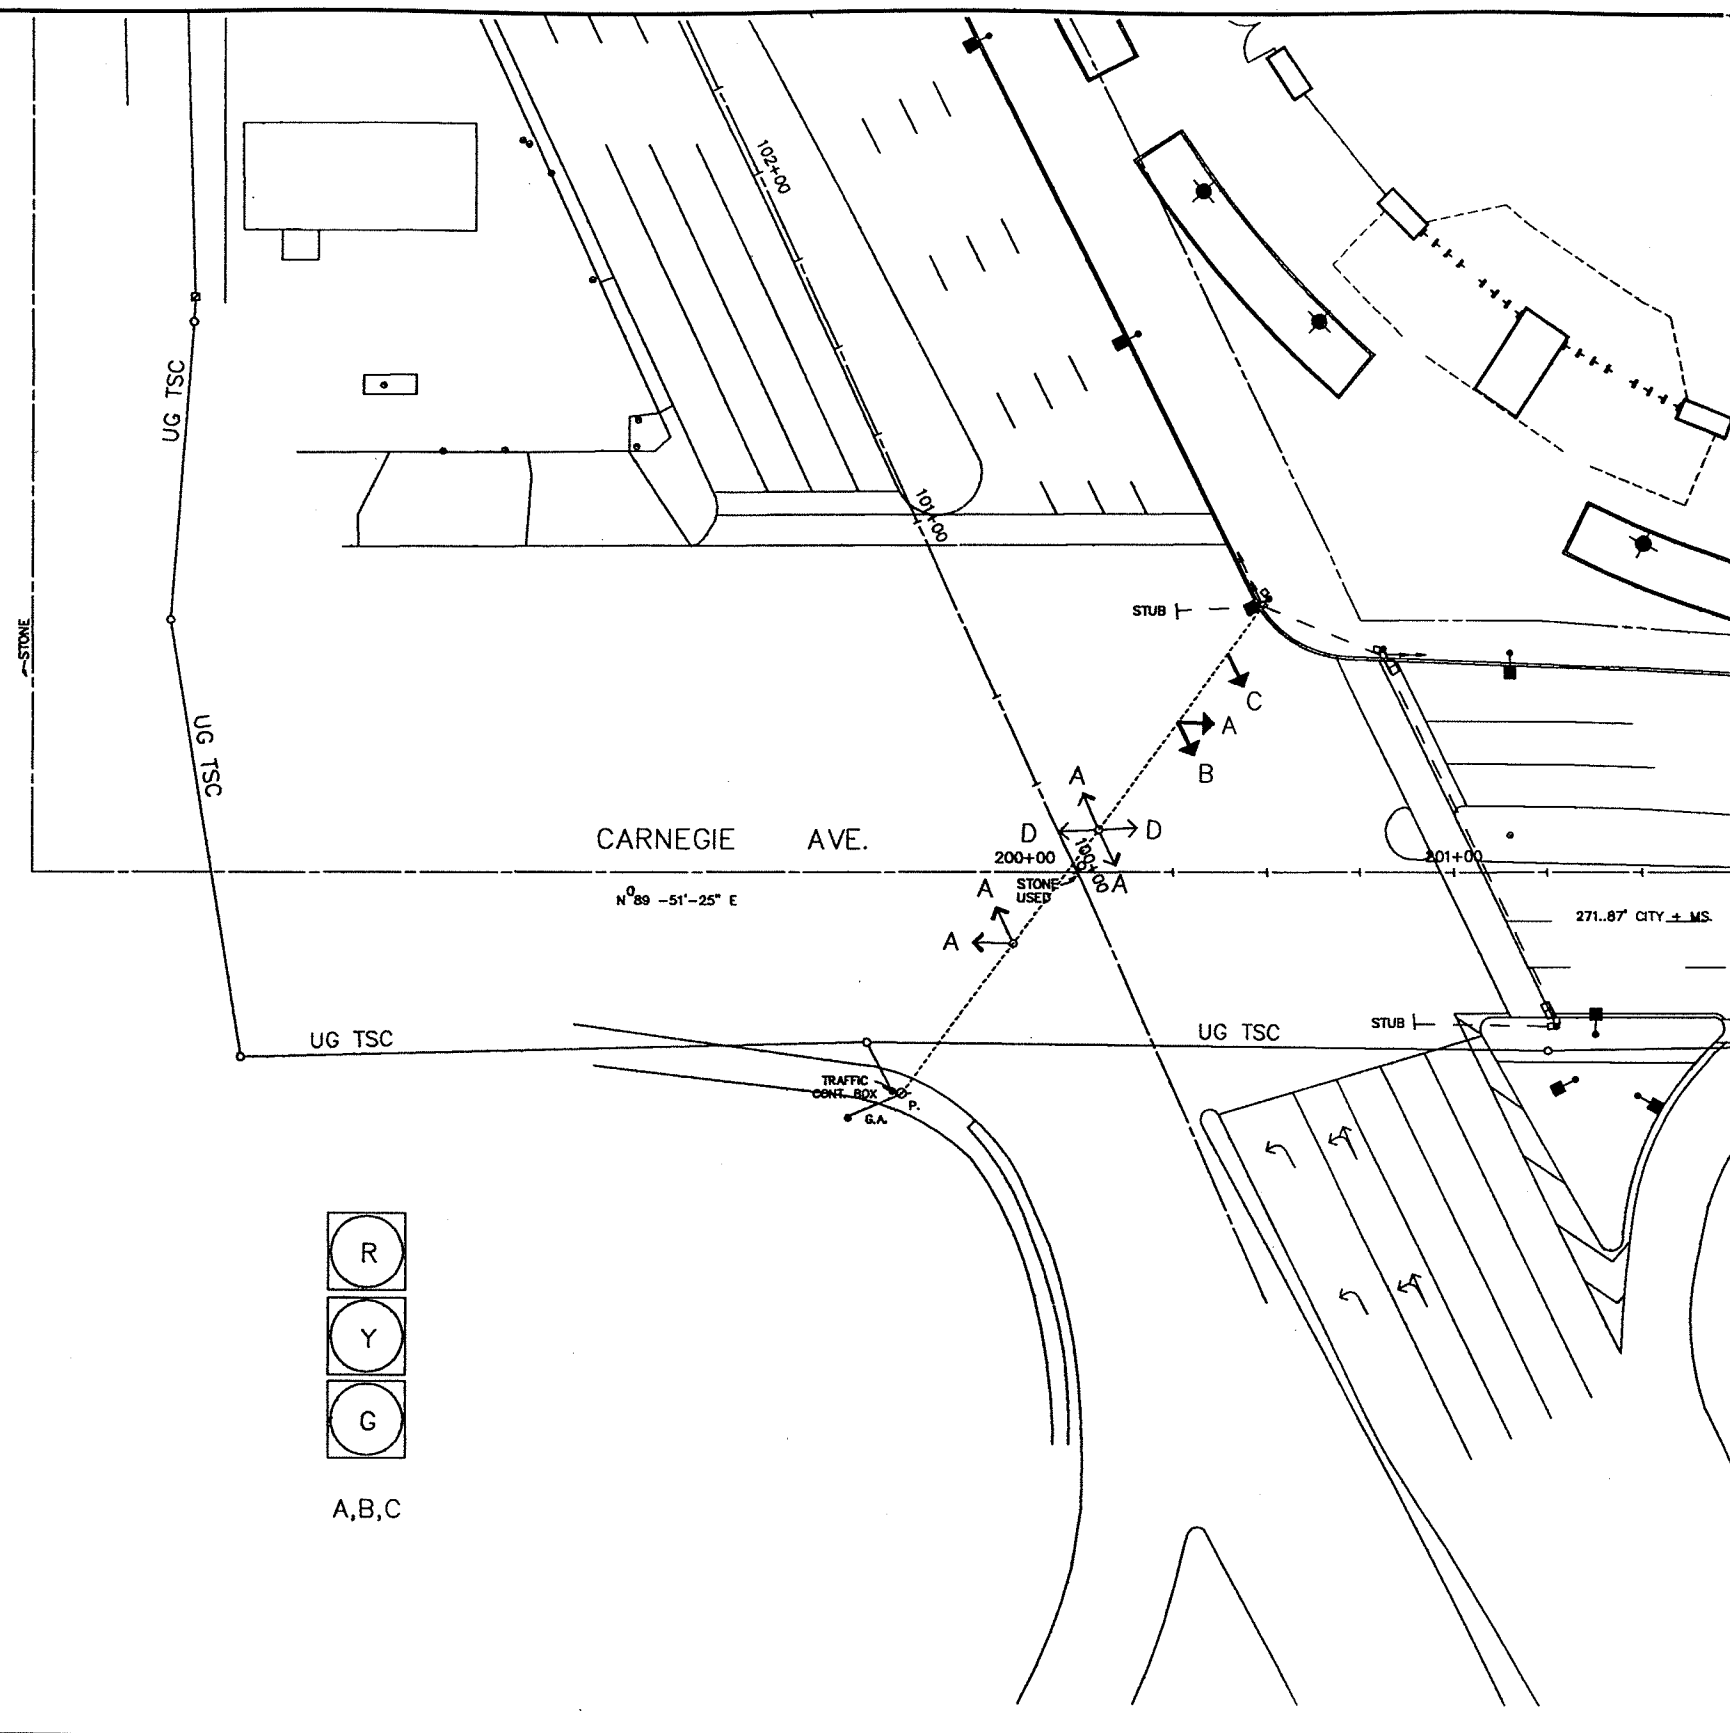 102+00
UG TSC
101+00
STUB
STONE
C
UG TSC
A
B
A
CARNEGIE AVE.
D
D
200+00
100+00
201+00
STONE
USED
A
A
N 89°-51'-25" E
271..87' CITY + MS.
A
UG TSC
UG TSC
STUB
TRAFFIC
CONT. BOX
P.
G.A.
R
Y
G
A,B,C